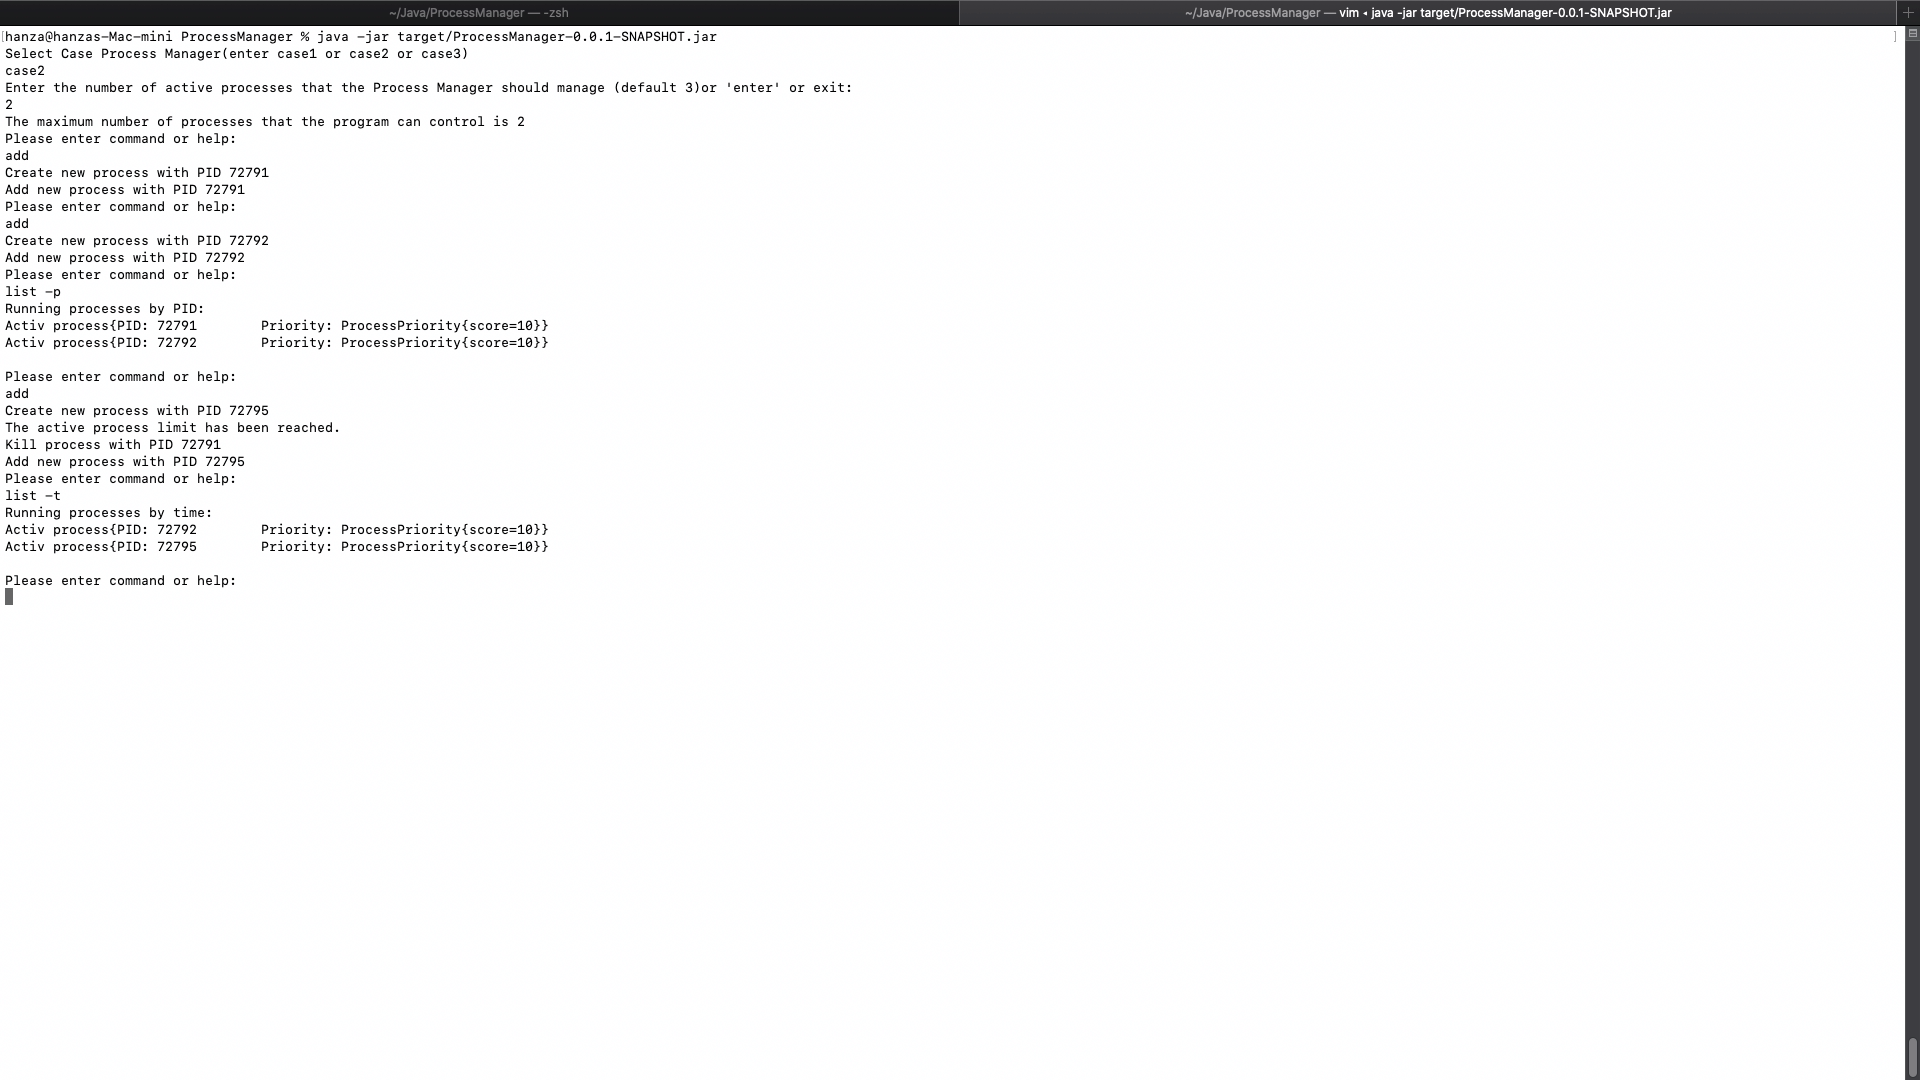 ~/Java/ProcessManager — -zsh
~/Java/ProcessManager — vim ◂ java -jar target/ProcessManager-0.0.1-SNAPSHOT.jar
[hanza@hanzas-Mac-mini ProcessManager % java -jar target/ProcessManager-0.0.1-SNAPSHOT.jar ]
Select Case Process Manager(enter case1 or case2 or case3)
case2
Enter the number of active processes that the Process Manager should manage (default 3)or 'enter' or exit:
2
The maximum number of processes that the program can control is 2
Please enter command or help:
add
Create new process with PID 72791
Add new process with PID 72791
Please enter command or help:
add
Create new process with PID 72792
Add new process with PID 72792
Please enter command or help:
list -p
Running processes by PID:
Activ process{PID: 72791        Priority: ProcessPriority{score=10}}
Activ process{PID: 72792        Priority: ProcessPriority{score=10}}
Please enter command or help:
add
Create new process with PID 72795
The active process limit has been reached.
Kill process with PID 72791
Add new process with PID 72795
Please enter command or help:
list -t
Running processes by time:
Activ process{PID: 72792        Priority: ProcessPriority{score=10}}
Activ process{PID: 72795        Priority: ProcessPriority{score=10}}
Please enter command or help: